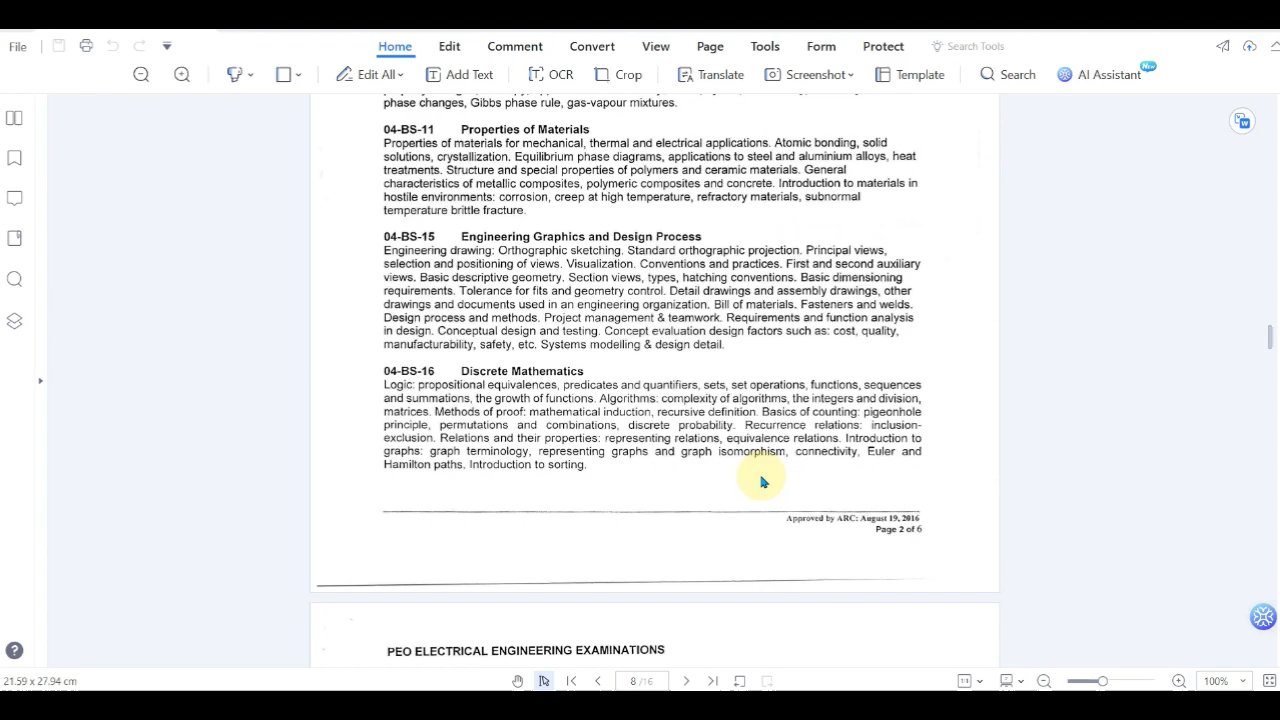 File Home Edit Comment Convert View Page Tools Form Protect Search Tools
Edit All Add Text OCR Crop Translate Screenshot Template Search AI Assistant New
phase changes, Gibbs phase rule, gas-vapour mixtures.
04-BS-11 Properties of Materials
Properties of materials for mechanical, thermal and electrical applications. Atomic bonding, solid
solutions, crystallization. Equilibrium phase diagrams, applications to steel and aluminium alloys, heat
treatments. Structure and special properties of polymers and ceramic materials. General
characteristics of metallic composites, polymeric composites and concrete. Introduction to materials in
hostile environments: corrosion, creep at high temperature, refractory materials, subnormal
temperature brittle fracture.
04-BS-15 Engineering Graphics and Design Process
Engineering drawing: Orthographic sketching. Standard orthographic projection. Principal views,
selection and positioning of views. Visualization. Conventions and practices. First and second auxiliary
views. Basic descriptive geometry. Section views, types, hatching conventions. Basic dimensioning
requirements. Tolerance for fits and geometry control. Detail drawings and assembly drawings, other
drawings and documents used in an engineering organization. Bill of materials. Fasteners and welds.
Design process and methods. Project management & teamwork. Requirements and function analysis
in design. Conceptual design and testing. Concept evaluation design factors such as: cost, quality,
manufacturability, safety, etc. Systems modelling & design detail.
04-BS-16 Discrete Mathematics
Logic: propositional equivalences, predicates and quantifiers, sets, set operations, functions, sequences
and summations, the growth of functions. Algorithms: complexity of algorithms, the integers and division,
matrices. Methods of proof: mathematical induction, recursive definition. Basics of counting: pigeonhole
principle, permutations and combinations, discrete probability. Recurrence relations: inclusion-
exclusion. Relations and their properties: representing relations, equivalence relations. Introduction to
graphs: graph terminology, representing graphs and graph isomorphism, connectivity, Euler and
Hamilton paths. Introduction to sorting.
Approved by ARC: August 19, 2016
Page 2 of 6
PEO ELECTRICAL ENGINEERING EXAMINATIONS
21.59 x 27.94 cm 8 /16 100%